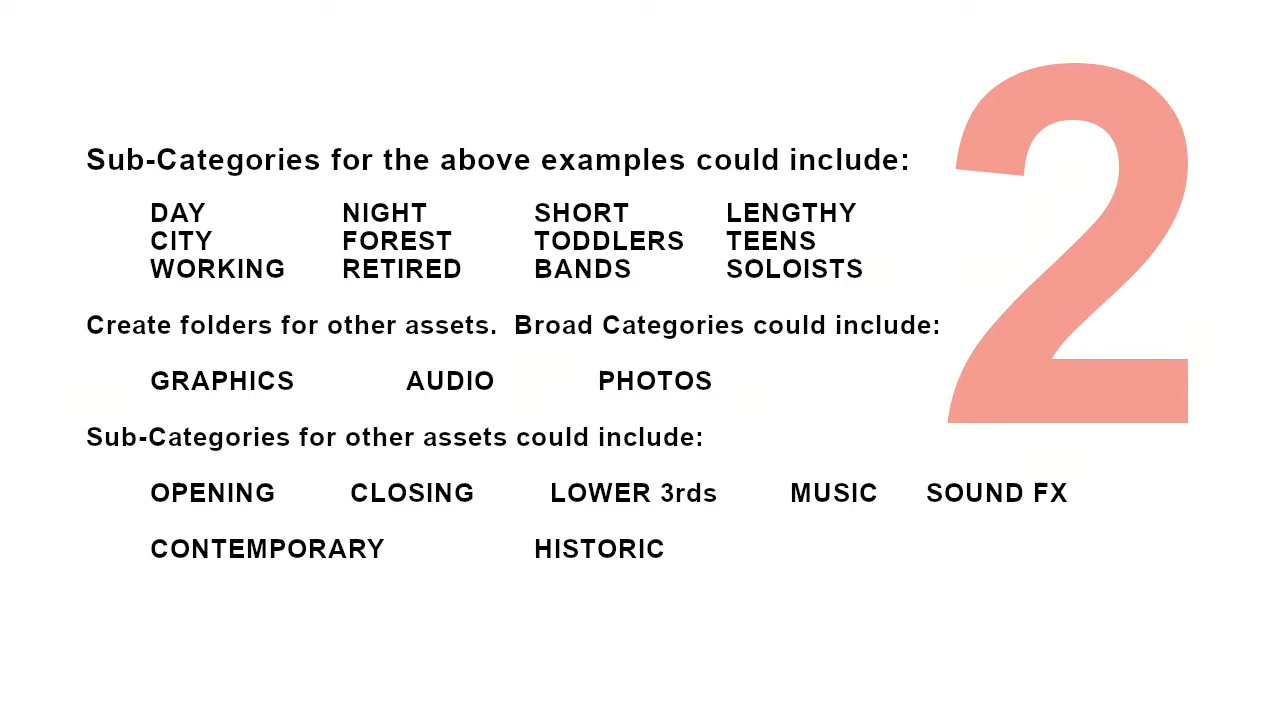 2
Sub-Categories for the above examples could include:
DAY NIGHT SHORT LENGTHY
CITY FOREST TODDLERS TEENS
WORKING RETIRED BANDS SOLOISTS
Create folders for other assets.  Broad Categories could include:
GRAPHICS AUDIO PHOTOS
Sub-Categories for other assets could include:
OPENING CLOSING LOWER 3rds MUSIC SOUND FX
CONTEMPORARY HISTORIC